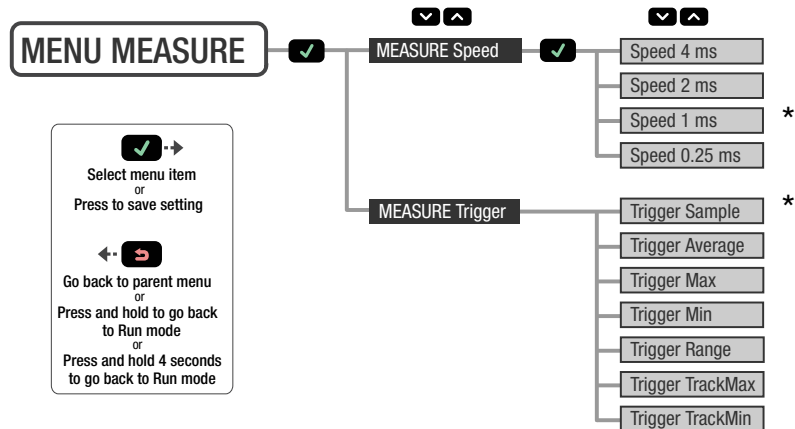 MENU MEASURE
MEASURE Speed
Speed 4 ms
Speed 2 ms
Speed 1 ms *
Speed 0.25 ms
MEASURE Trigger
Trigger Sample *
Trigger Average
Trigger Max
Trigger Min
Trigger Range
Trigger TrackMax
Trigger TrackMin
Select menu item
or
Press to save setting
Go back to parent menu
or
Press and hold to go back
to Run mode
or
Press and hold 4 seconds
to go back to Run mode